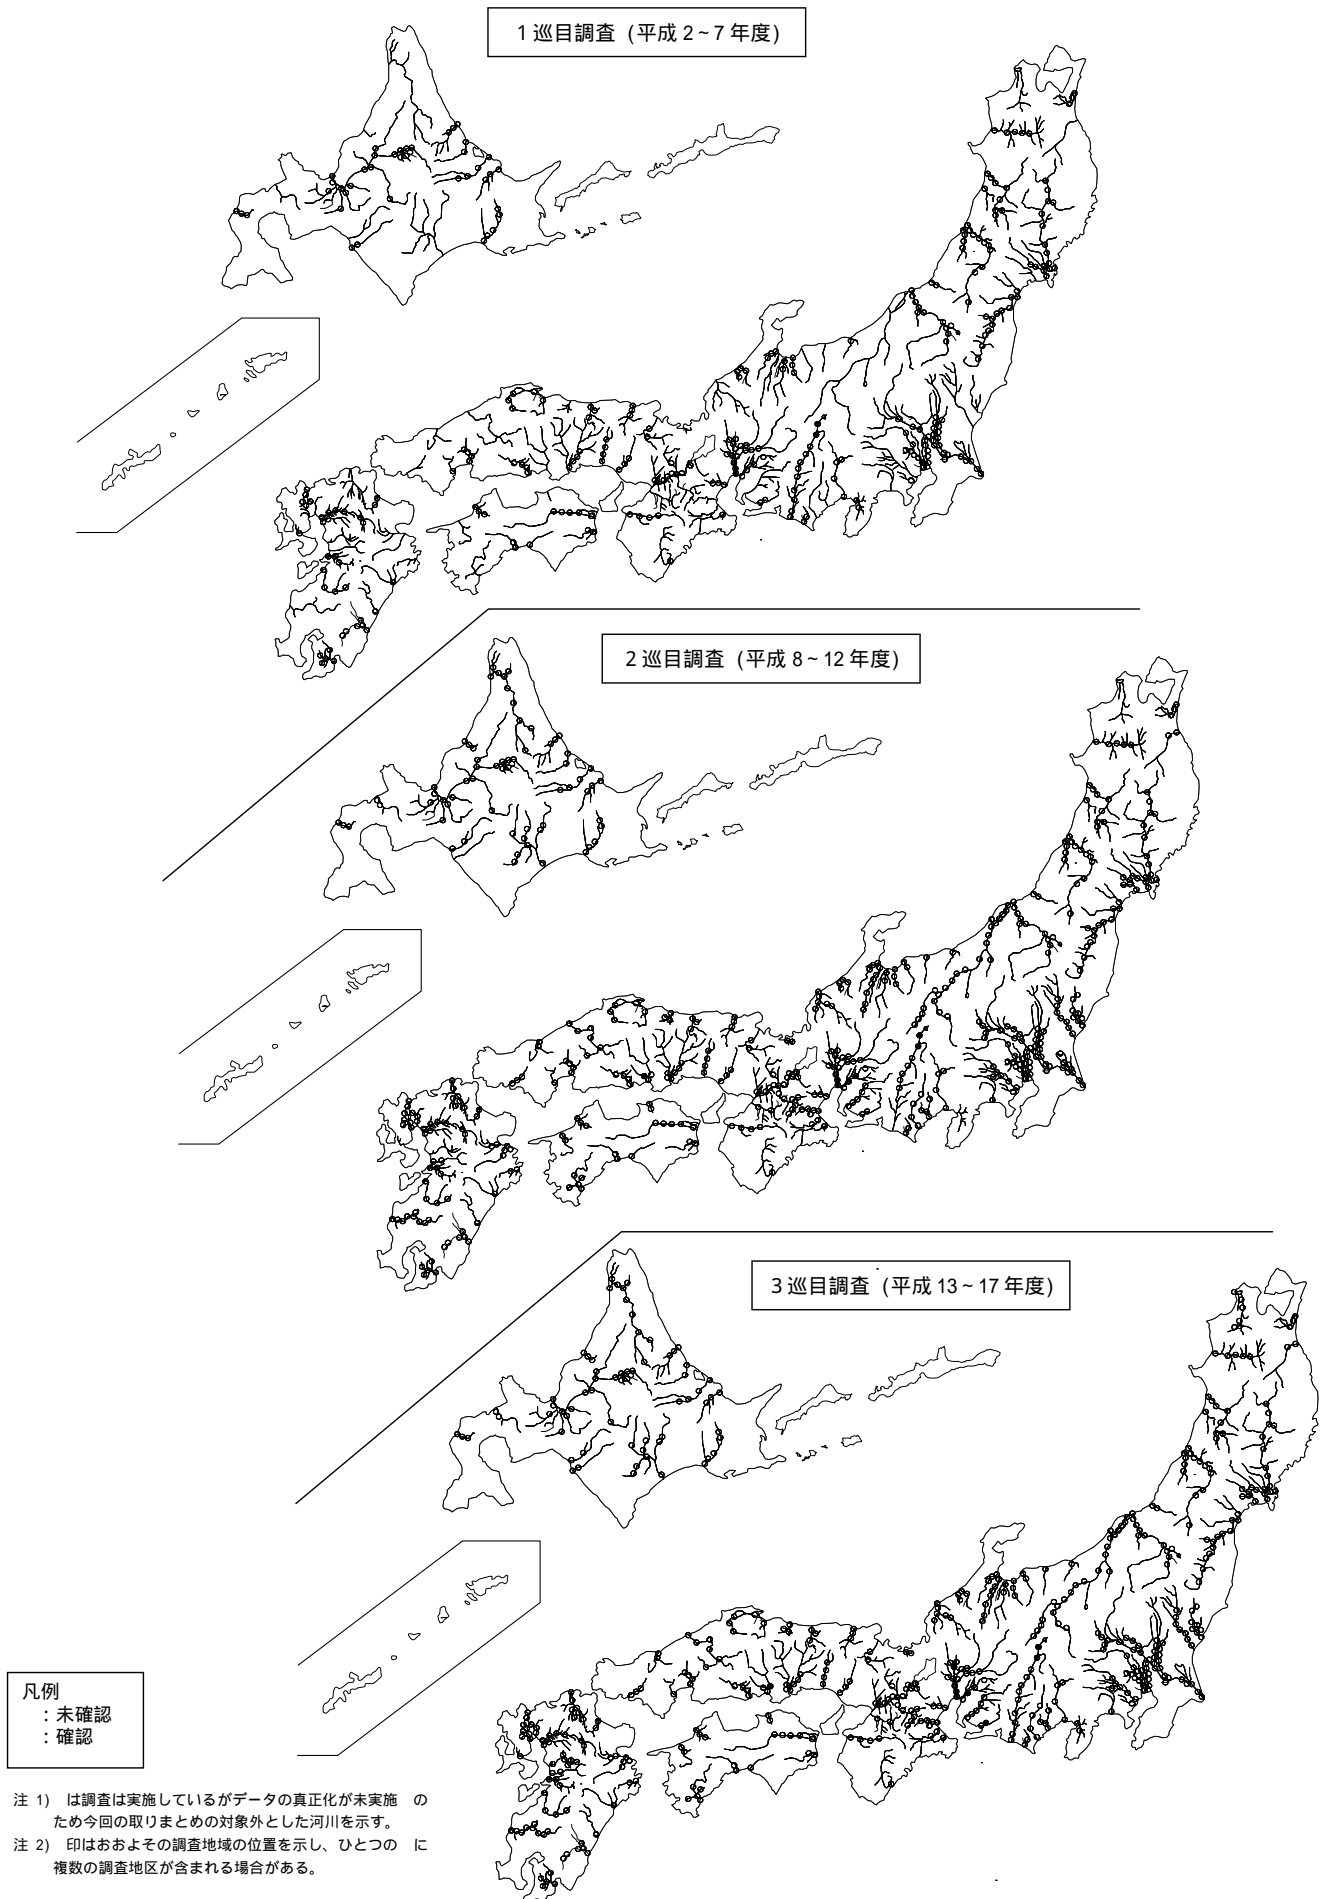 1巡目調査 (平成 2~7 年度)
2巡目調査 (平成 8~12 年度)
3巡目調査 (平成 13~17 年度)
凡例
：未確認
：確認
注 1) は調査は実施しているがデータの真正化が未実施 の
ため今回の取りまとめの対象外とした河川を示す。
注 2) 印はおおよその調査地域の位置を示し、ひとつの に
複数の調査地区が含まれる場合がある。